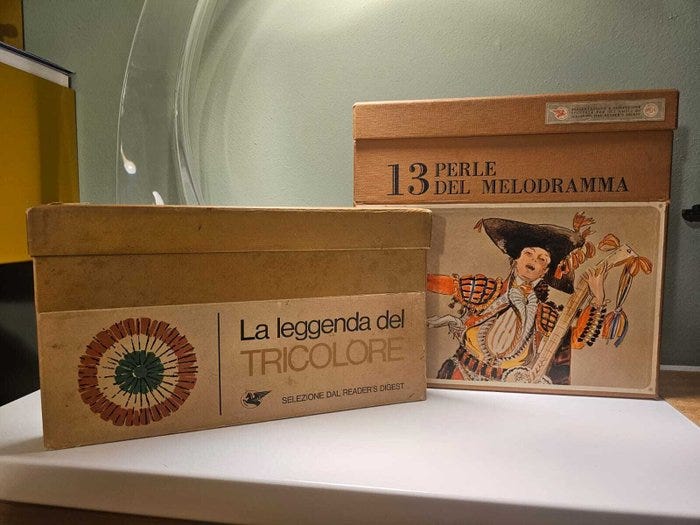 13 PERLE
DEL MELODRAMMA
La leggenda del
TRICOLORE
SELEZIONE DAL READER'S DIGEST